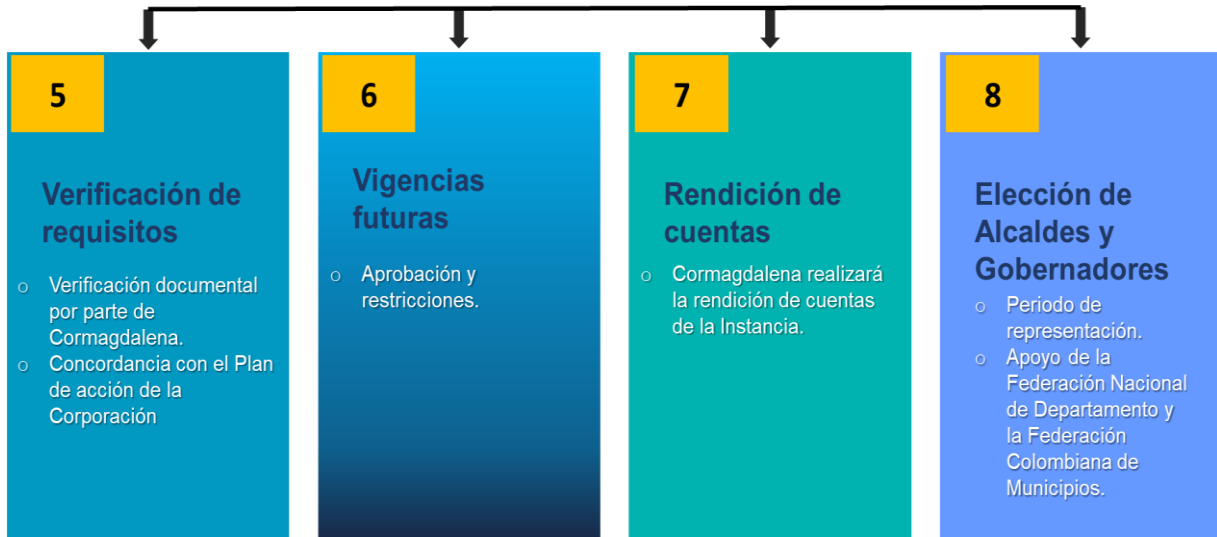 5
Verificación de
requisitos
o Verificación documental
por parte de
Cormagdalena.
o Concordancia con el Plan
de acción de la
Corporación
6
Vigencias
futuras
o Aprobación y
restricciones.
7
Rendición de
cuentas
o Cormagdalena realizará
la rendición de cuentas
de la Instancia.
8
Elección de
Alcaldes y
Gobernadores
o Periodo de
representación.
o Apoyo de la
Federación Nacional
de Departamento y
la Federación
Colombiana de
Municipios.